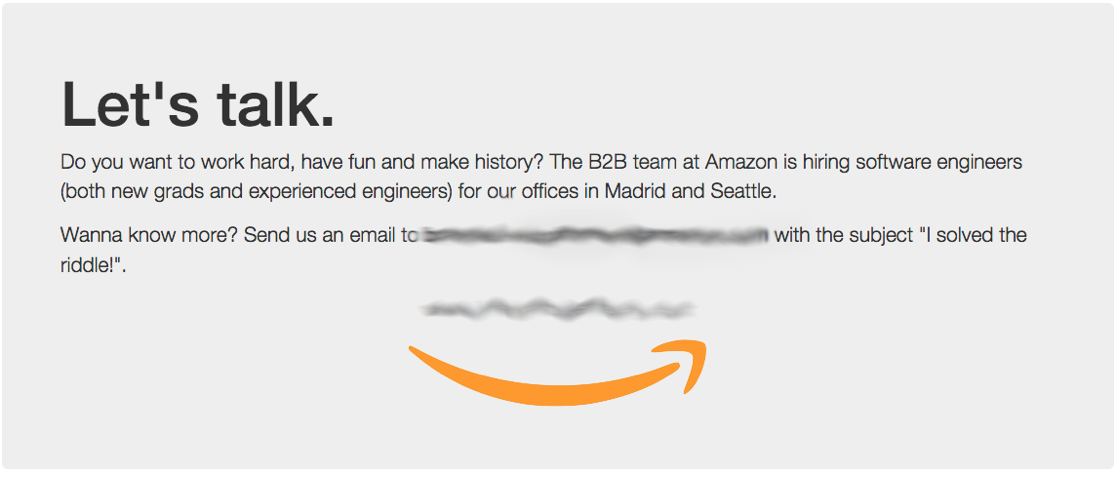 Let's talk.
Do you want to work hard, have fun and make history? The B2B team at Amazon is hiring software engineers
(both new grads and experienced engineers) for our offices in Madrid and Seattle.
Wanna know more? Send us an email to with the subject "I solved the
riddle!".